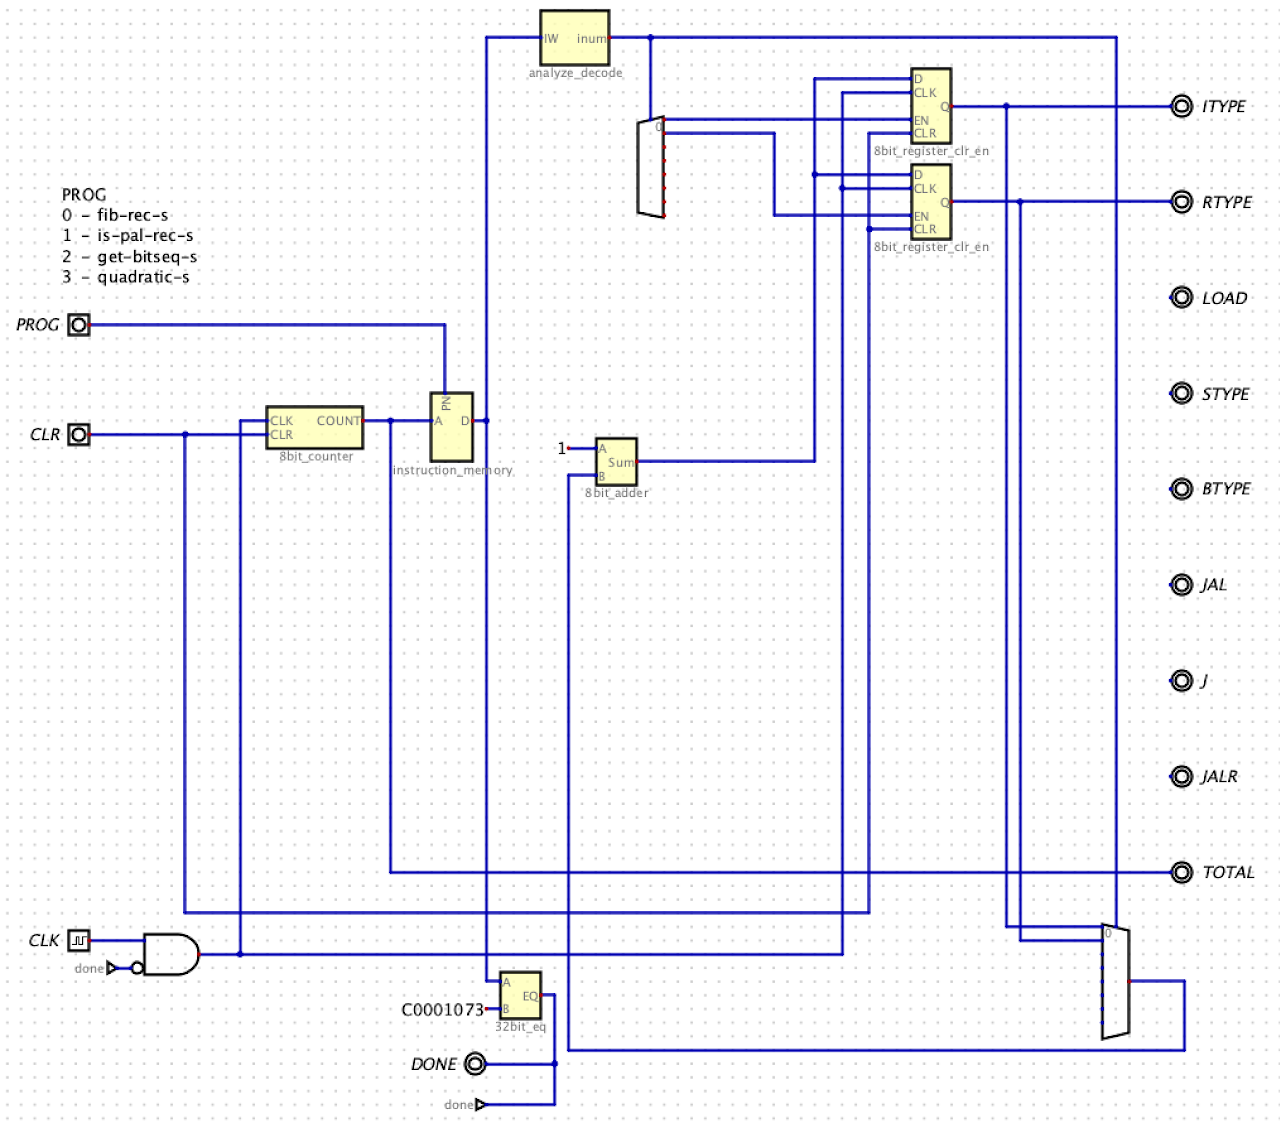 IW inum
analyze_decode
0
D
CLK
Q
EN
CLR
8bit_register_clr_en
D
CLK
Q
EN
CLR
8bit_register_clr_en
ITYPE
RTYPE
LOAD
STYPE
BTYPE
JAL
J
JALR
TOTAL
PROG
0 - fib-rec-s
1 - is-pal-rec-s
2 - get-bitseq-s
3 - quadratic-s
PROG
CLR
CLK COUNT
CLR
8bit_counter
PN
A D
instruction_memory
1
A
Sum
B
8bit_adder
CLK
done
0
A
EQ
C0001073 B
32bit_eq
DONE
done